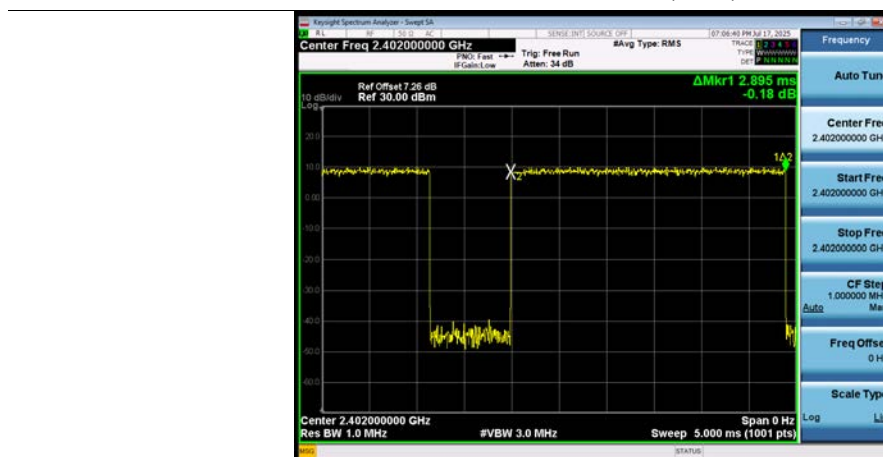 Keysight Spectrum Analyzer - Swept SA
RL RF 50 Ω AC SENSE:INT SOURCE OFF 07:06:40 PM Jul 17, 2025
Center Freq 2.402000000 GHz
#Avg Type: RMS
TRACE 1 2 3 4 5 6
PNO: Fast
Trig: Free Run
TYPE
IFGain:Low
Atten: 34 dB
DET P N N N N N
Ref Offset 7.26 dB
ΔMkr1 2.895 ms
10 dB/div
Ref 30.00 dBm
-0.18 dB
Log
20.0
1Δ2
10.0
2
0.00
-10.0
-20.0
-30.0
-40.0
-50.0
-60.0
Center 2.402000000 GHz
Span 0 Hz
Res BW 1.0 MHz
#VBW 3.0 MHz
Sweep 5.000 ms (1001 pts)
MSG
STATUS
Frequency
Auto Tun
Center Fre
2.402000000 GH
Start Fre
2.402000000 GH
Stop Fre
2.402000000 GH
CF Step
1.000000 MH
Auto Ma
Freq Offse
0 H
Scale Type
Log Li